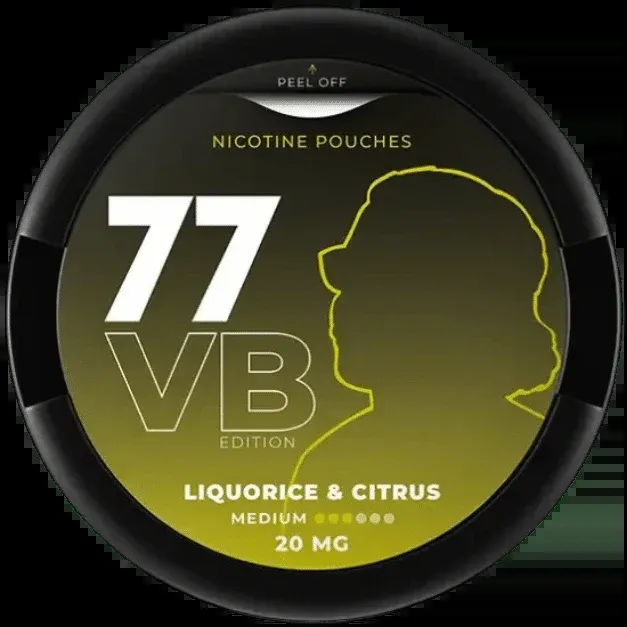 PEEL OFF
NICOTINE POUCHES
77
VB
EDITION
LIQUORICE & CITRUS
MEDIUM
20 MG